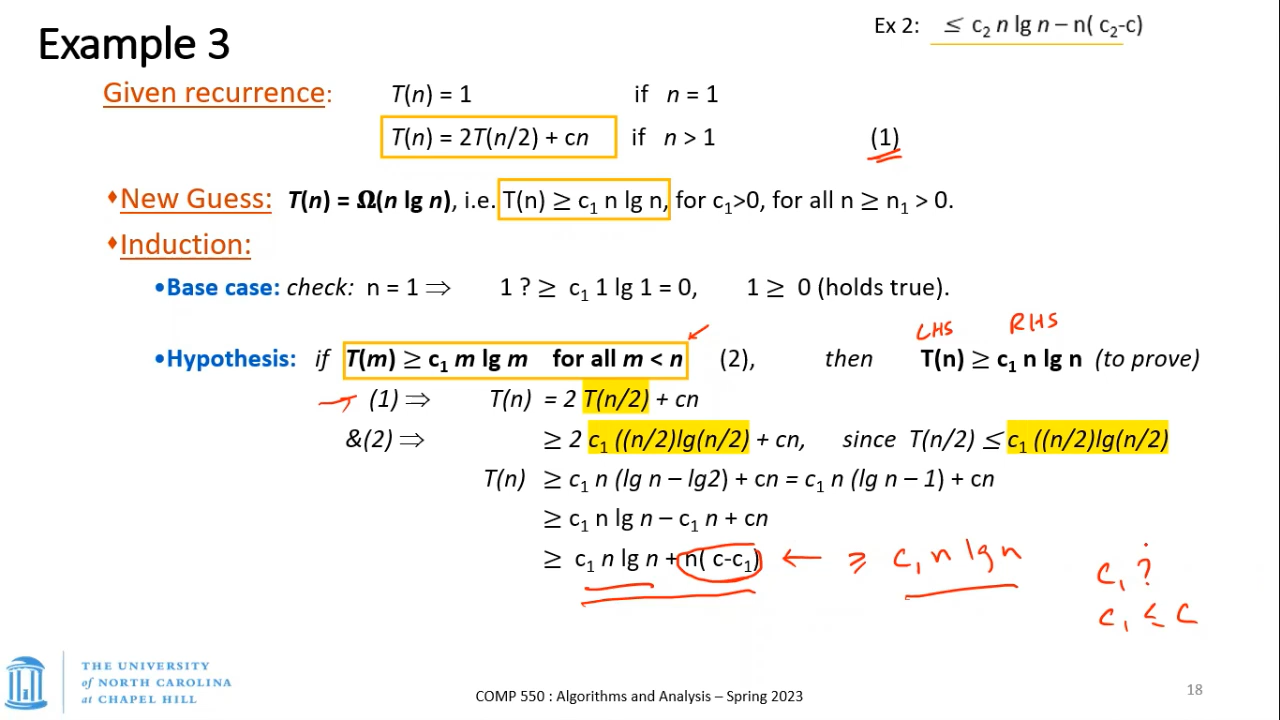 Example 3
Ex 2: ≤ c₂ n lg n – n( c₂-c)
Given recurrence: T(n) = 1 if n = 1
T(n) = 2T(n/2) + cn if n > 1 (1)
♦New Guess: T(n) = Ω(n lg n), i.e. T(n) ≥ c₁ n lg n, for c₁>0, for all n ≥ n₁ > 0.
♦Induction:
•Base case: check: n = 1 ⇒ 1 ? ≥ c₁ 1 lg 1 = 0, 1 ≥ 0 (holds true).
LHS RHS
•Hypothesis: if T(m) ≥ c₁ m lg m for all m < n (2), then T(n) ≥ c₁ n lg n (to prove)
→ (1) ⇒ T(n) = 2 T(n/2) + cn
&(2) ⇒ ≥ 2 c₁ ((n/2)lg(n/2) + cn, since T(n/2) ≤ c₁ ((n/2)lg(n/2)
T(n) ≥ c₁ n (lg n – lg2) + cn = c₁ n (lg n – 1) + cn
≥ c₁ n lg n – c₁ n + cn
≥ c₁ n lg n + n( c-c₁) ← ≥ c₁ n lg n
c₁ ?
c₁ ≤ c
THE UNIVERSITY
of NORTH CAROLINA
at CHAPEL HILL
COMP 550 : Algorithms and Analysis – Spring 2023
18